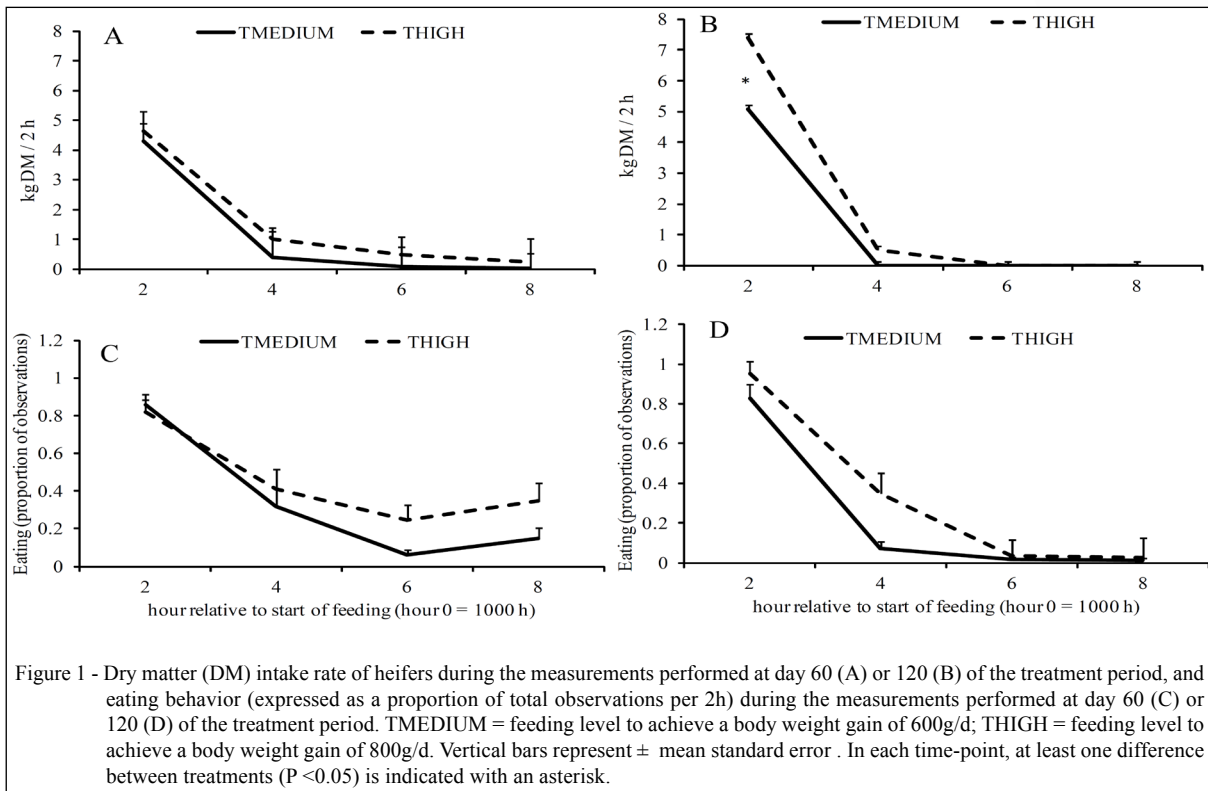 A
TMEDIUM THIGH
8
7
6
5
4
3
2
1
0
kgDM / 2 h
2 4 6 8
B
TMEDIUM THIGH
8
7
6
5
4
3
2
1
0
kgDM / 2 h
*
2 4 6 8
C
TMEDIUM THIGH
1.2
1
0.8
0.6
0.4
0.2
0
Eating (proportion of observations)
2 4 6 8
hour relative to start of feeding (hour 0 = 1000 h)
D
TMEDIUM THIGH
1.2
1
0.8
0.6
0.4
0.2
0
Eating (proportion of observations)
2 4 6 8
hour relative to start of feeding (hour 0 = 1000 h)
Figure 1 - Dry matter (DM) intake rate of heifers during the measurements performed at day 60 (A) or 120 (B) of the treatment period, and
eating behavior (expressed as a proportion of total observations per 2h) during the measurements performed at day 60 (C) or
120 (D) of the treatment period. TMEDIUM = feeding level to achieve a body weight gain of 600g/d; THIGH = feeding level to
achieve a body weight gain of 800g/d. Vertical bars represent ± mean standard error . In each time-point, at least one difference
between treatments (P <0.05) is indicated with an asterisk.